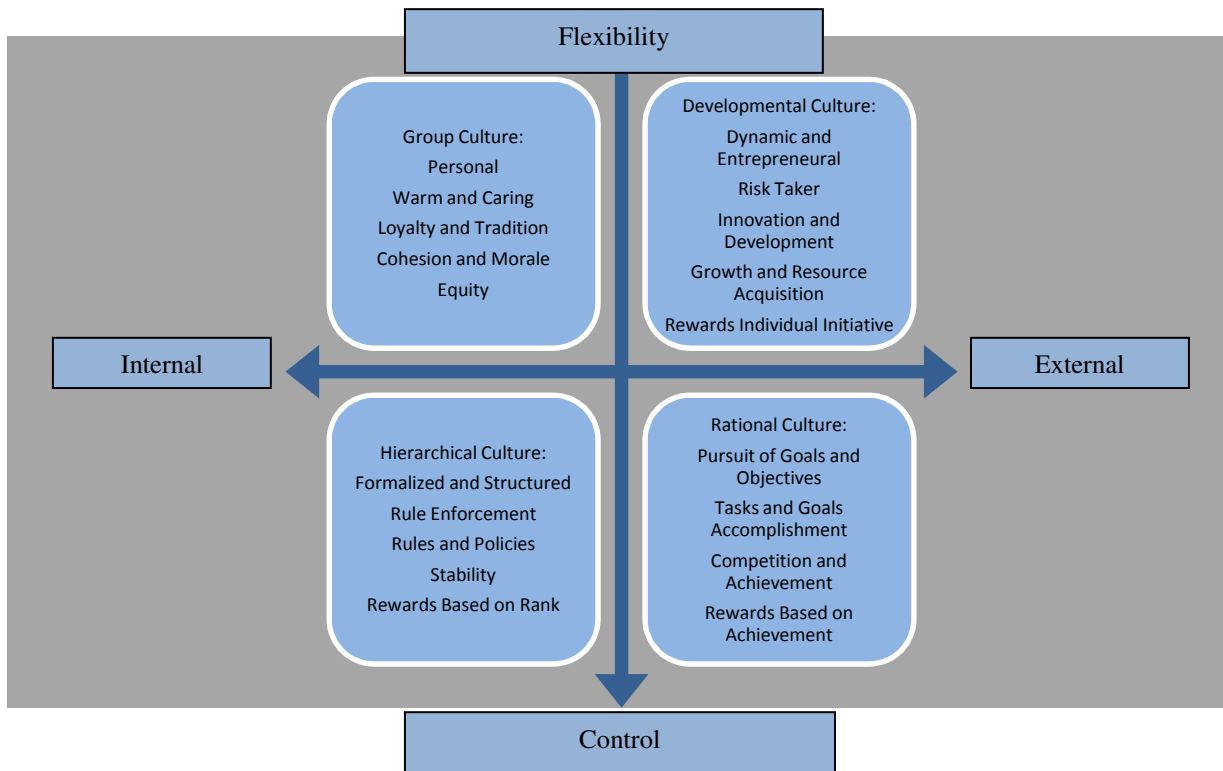 Flexibility
Group Culture:
Personal
Warm and Caring
Loyalty and Tradition
Cohesion and Morale
Equity
Developmental Culture:
Dynamic and
Entrepreneural
Risk Taker
Innovation and
Development
Growth and Resource
Acquisition
Rewards Individual Initiative
Internal
External
Hierarchical Culture:
Formalized and Structured
Rule Enforcement
Rules and Policies
Stability
Rewards Based on Rank
Rational Culture:
Pursuit of Goals and
Objectives
Tasks and Goals
Accomplishment
Competition and
Achievement
Rewards Based on
Achievement
Control